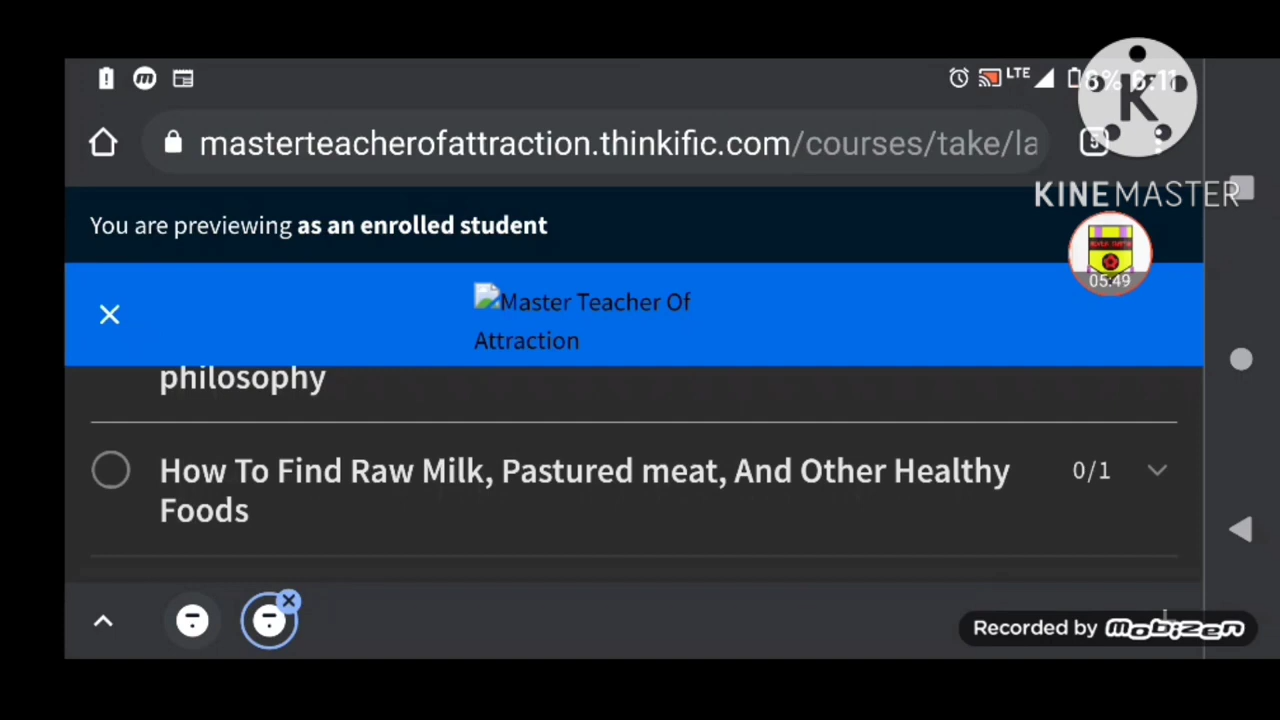 LTE
masterteacherofattraction.thinkific.com/courses/take/la
K
KINEMASTER
You are previewing as an enrolled student
05:49
Master Teacher Of
Attraction
philosophy
How To Find Raw Milk, Pastured meat, And Other Healthy
Foods
0/1
Recorded by mobizen